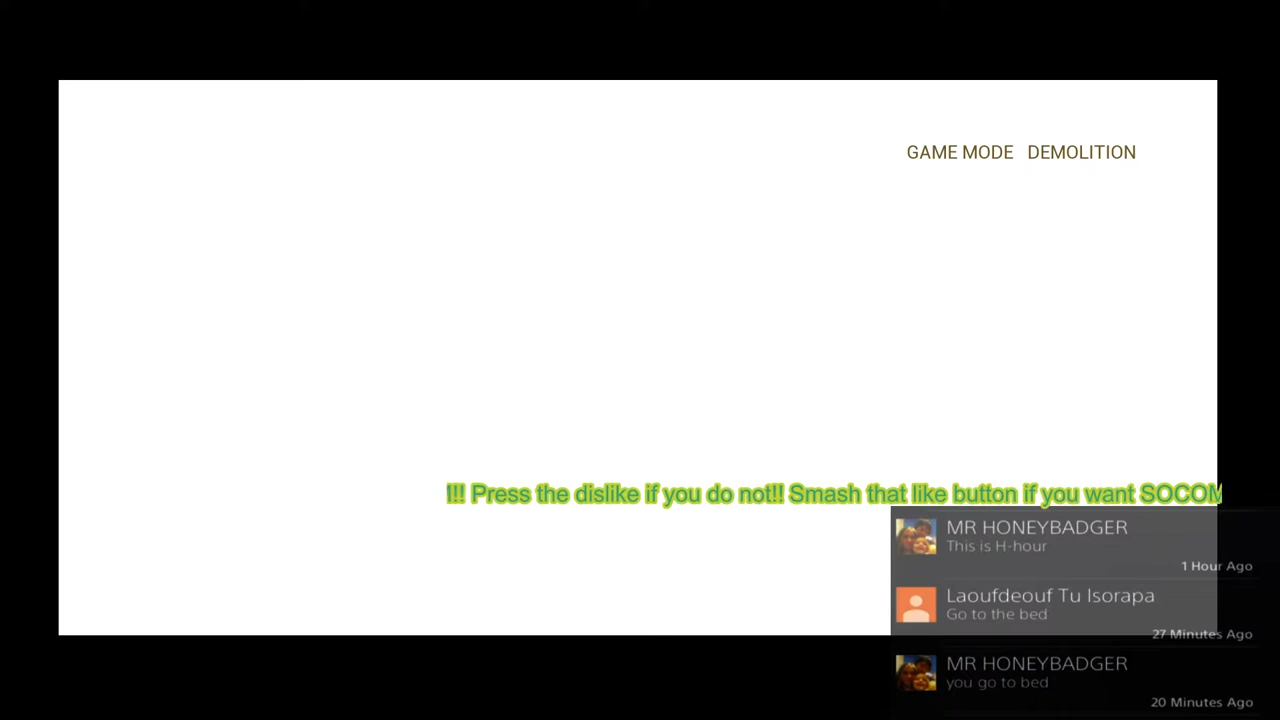 GAME MODE DEMOLITION
!!! Press the dislike if you do not!! Smash that like button if you want SOCOM
MR HONEYBADGER
This is H-hour
1 Hour Ago
Laoufdeouf Tu Isorapa
Go to the bed
27 Minutes Ago
MR HONEYBADGER
you go to bed
20 Minutes Ago